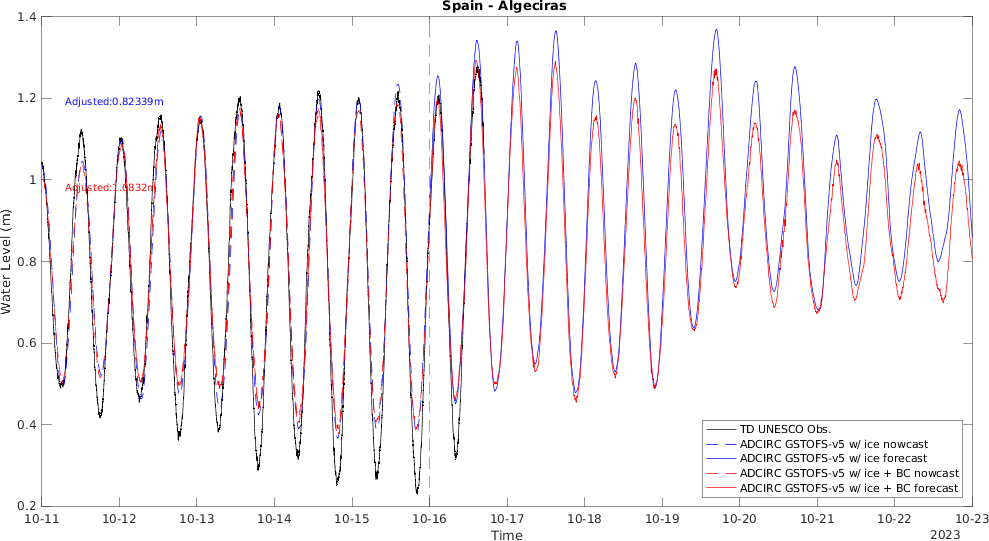 Spain - Algeciras
1.4
1.2
1
0.8
0.6
0.4
0.2
Water Level (m)
Adjusted:0.82339m
Adjusted:1.0832m
TD UNESCO Obs.
ADCIRC GSTOFS-v5 w/ ice nowcast
ADCIRC GSTOFS-v5 w/ ice forecast
ADCIRC GSTOFS-v5 w/ ice + BC nowcast
ADCIRC GSTOFS-v5 w/ ice + BC forecast
10-11 10-12 10-13 10-14 10-15 10-16 10-17 10-18 10-19 10-20 10-21 10-22 10-23
Time
2023